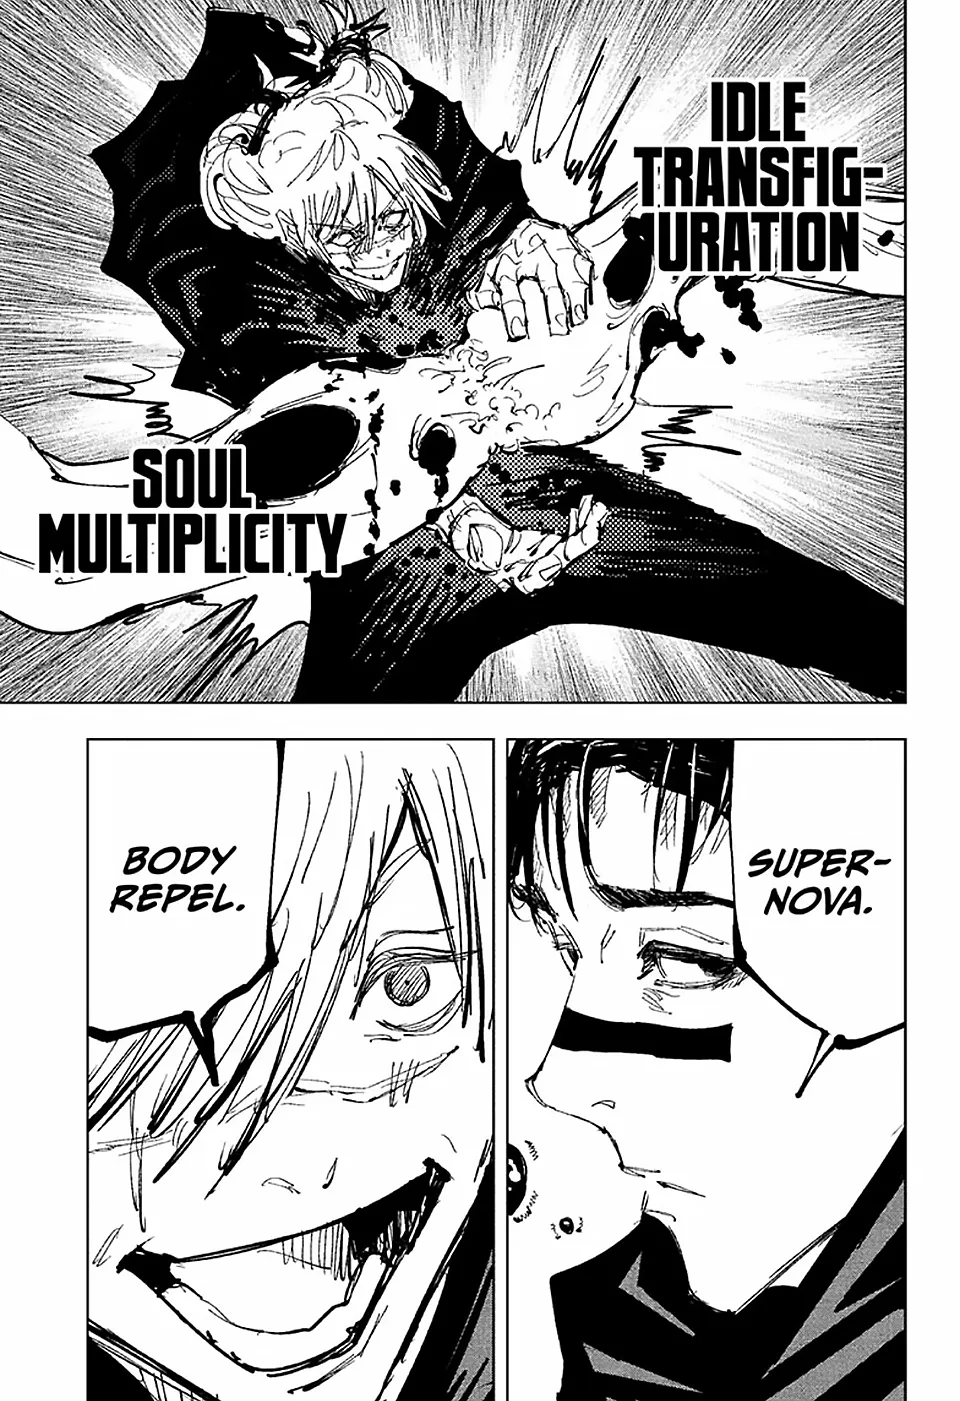 IDLE
TRANSFIG-
URATION
SOUL
MULTIPLICITY
SUPER-
NOVA.
BODY
REPEL.